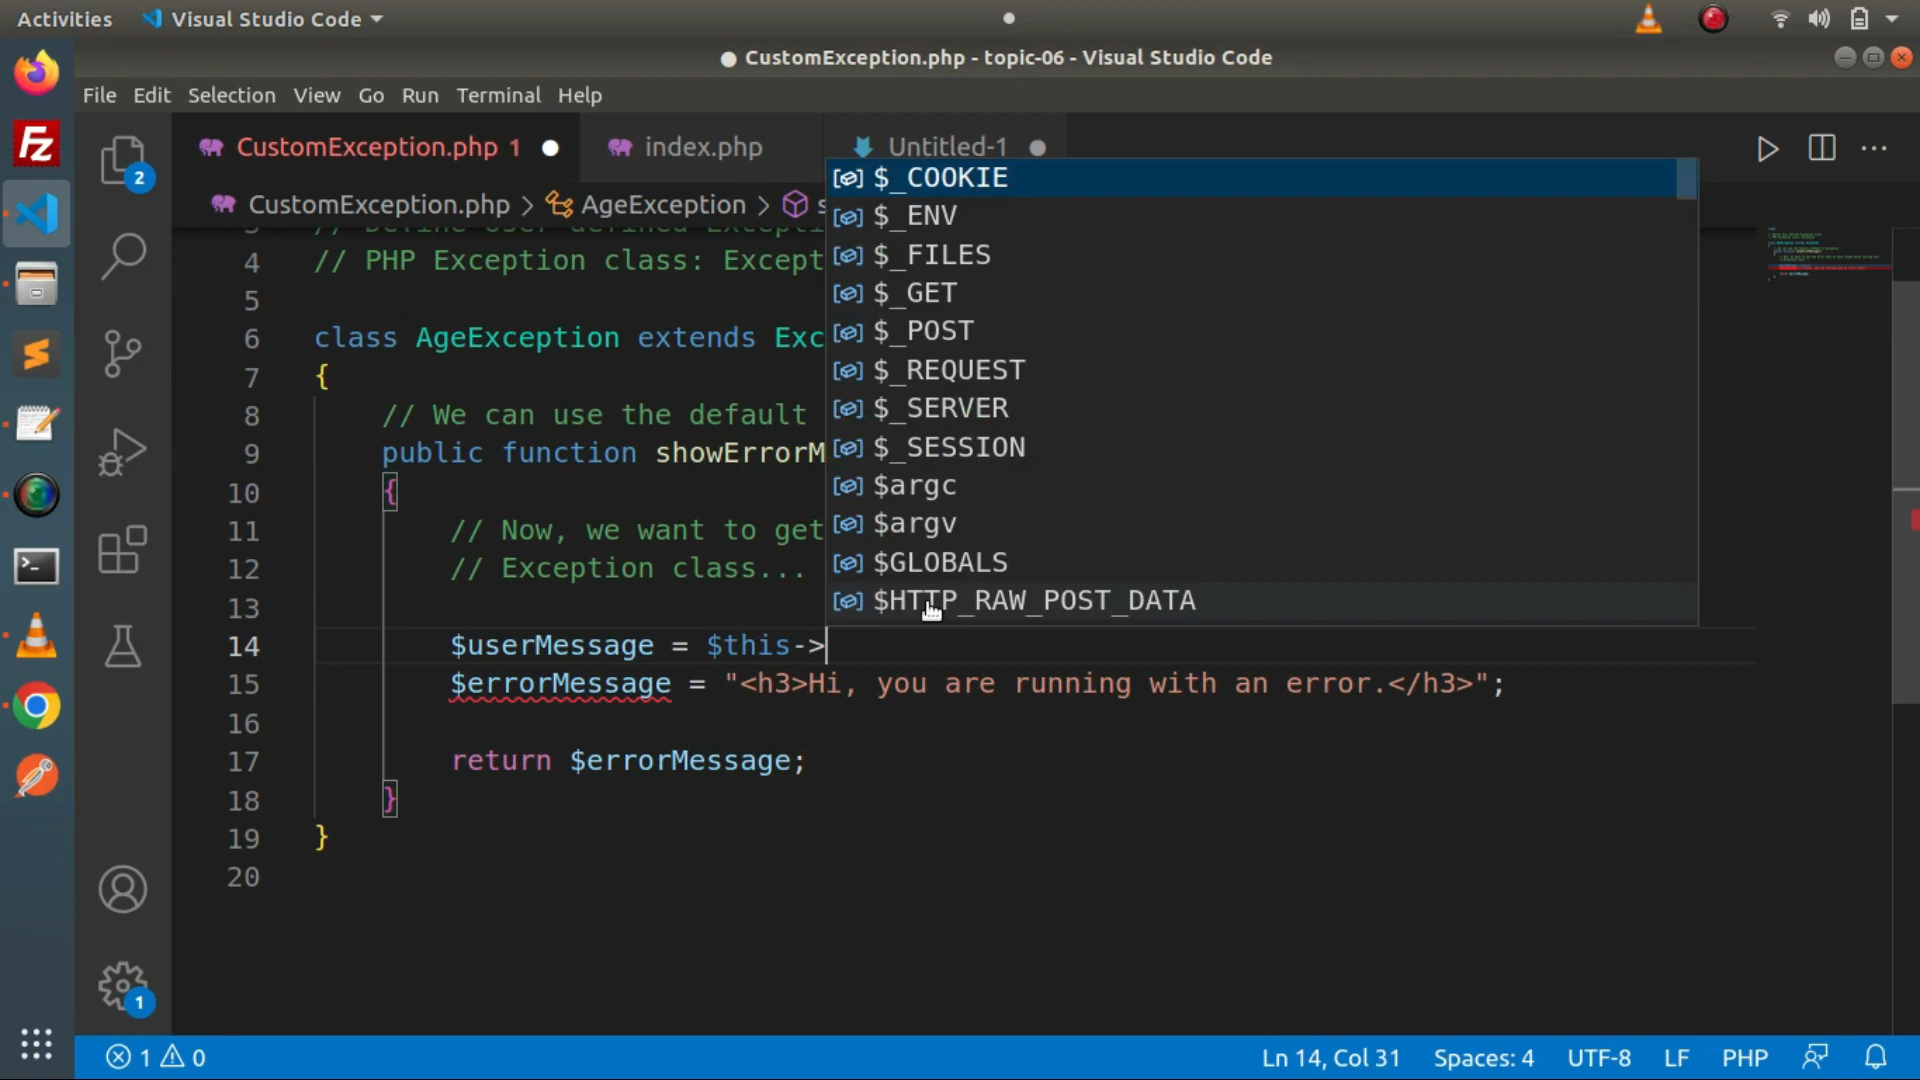 Activities Visual Studio Code
CustomException.php - topic-06 - Visual Studio Code
File Edit Selection View Go Run Terminal Help
CustomException.php 1 index.php Untitled-1
CustomException.php > AgeException >
4 // PHP Exception class: Except
5
6 class AgeException extends Exc
7 {
8 // We can use the default
9 public function showErrorM
10 {
11 // Now, we want to get
12 // Exception class...
13
14 $userMessage = $this->
15 $errorMessage = "<h3>Hi, you are running with an error.</h3>";
16
17 return $errorMessage;
18 }
19 }
20
$_COOKIE
$_ENV
$_FILES
$_GET
$_POST
$_REQUEST
$_SERVER
$_SESSION
$argc
$argv
$GLOBALS
$HTTP_RAW_POST_DATA
2
1
Fz
1 0 Ln 14, Col 31 Spaces: 4 UTF-8 LF PHP